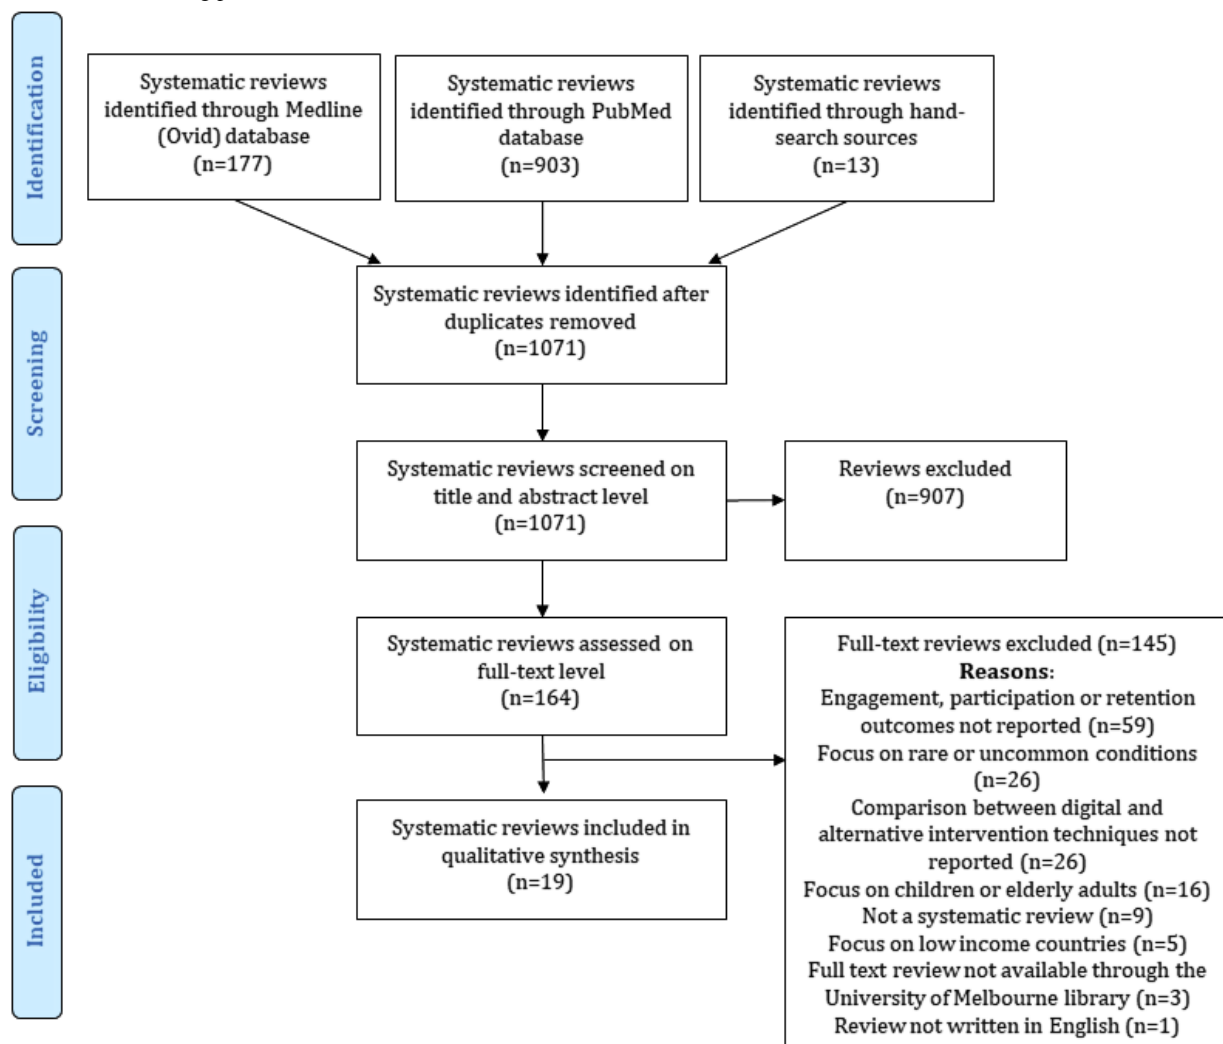 Identification
Systematic reviews
identified through Medline
(Ovid) database
(n=177)
Systematic reviews
identified through PubMed
database
(n=903)
Systematic reviews
identified through hand-
search sources
(n=13)
Screening
Systematic reviews identified after
duplicates removed
(n=1071)
Systematic reviews screened on
title and abstract level
(n=1071)
Reviews excluded
(n=907)
Eligibility
Systematic reviews assessed on
full-text level
(n=164)
Full-text reviews excluded (n=145)
Reasons:
Engagement, participation or retention
outcomes not reported (n=59)
Focus on rare or uncommon conditions
(n=26)
Comparison between digital and
alternative intervention techniques not
reported (n=26)
Focus on children or elderly adults (n=16)
Not a systematic review (n=9)
Focus on low income countries (n=5)
Full text review not available through the
University of Melbourne library (n=3)
Review not written in English (n=1)
Included
Systematic reviews included in
qualitative synthesis
(n=19)